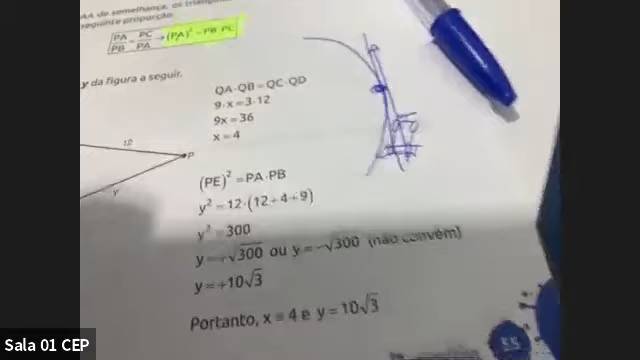 AA de semelhança, os triângu
seguinte proporção:
PA/PB = PC/PA → (PA)² = PB · PC
y da figura a seguir.
QA · QB = QC · QD
9 · x = 3 · 12
9x = 36
x = 4
12
P
y
(PE)² = PA · PB
y² = 12 · (12 + 4 + 9)
y² = 300
y = +√300 ou y = -√300 (não convém)
y = +10√3
Portanto, x = 4 e y = 10√3
Sala 01 CEP